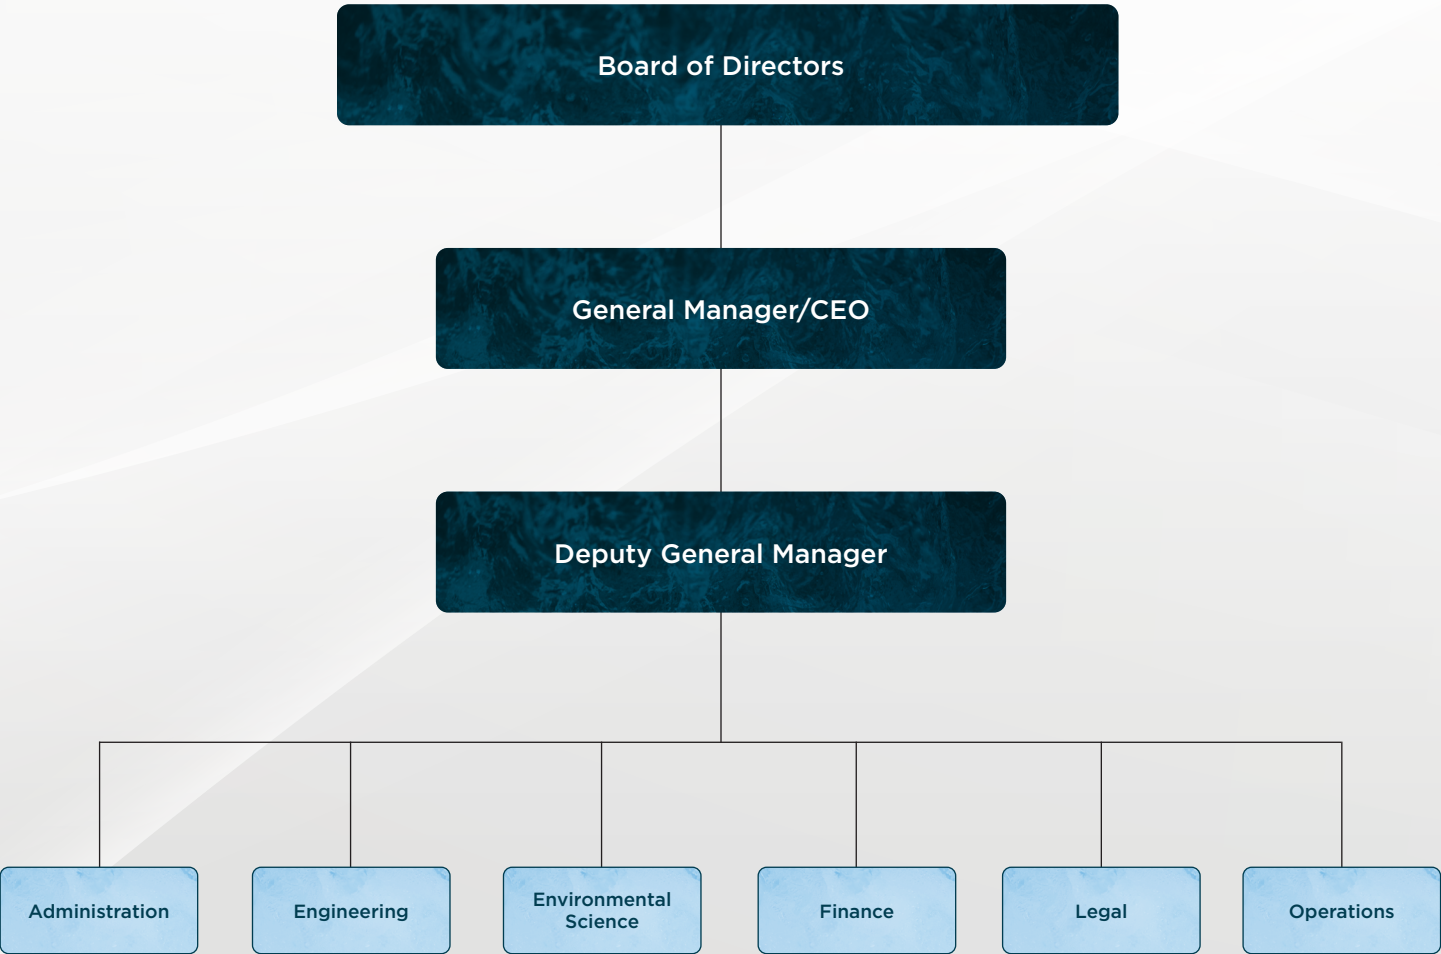 Board of Directors
General Manager/CEO
Deputy General Manager
Administration
Engineering
Environmental
Science
Finance
Legal
Operations